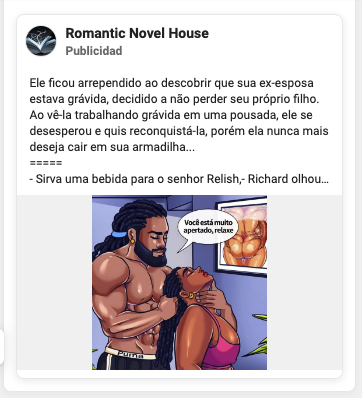 Romantic Novel House
Publicidad
Ele ficou arrependido ao descobrir que sua ex-esposa
estava grávida, decidido a não perder seu próprio filho.
Ao vê-la trabalhando grávida em uma pousada, ele se
desesperou e quis reconquistá-la, porém ela nunca mais
deseja cair em sua armadilha...
=====
- Sirva uma bebida para o senhor Relish,- Richard olhou...
Você está muito
apertado, relaxe